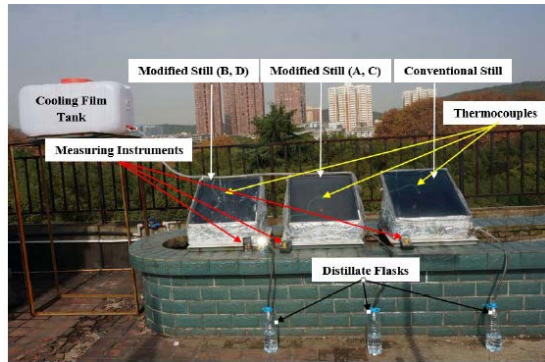 Modified Still (B, D)
Modified Still (A, C)
Conventional Still
Cooling Film
Tank
Thermocouples
Measuring Instruments
Distillate Flasks